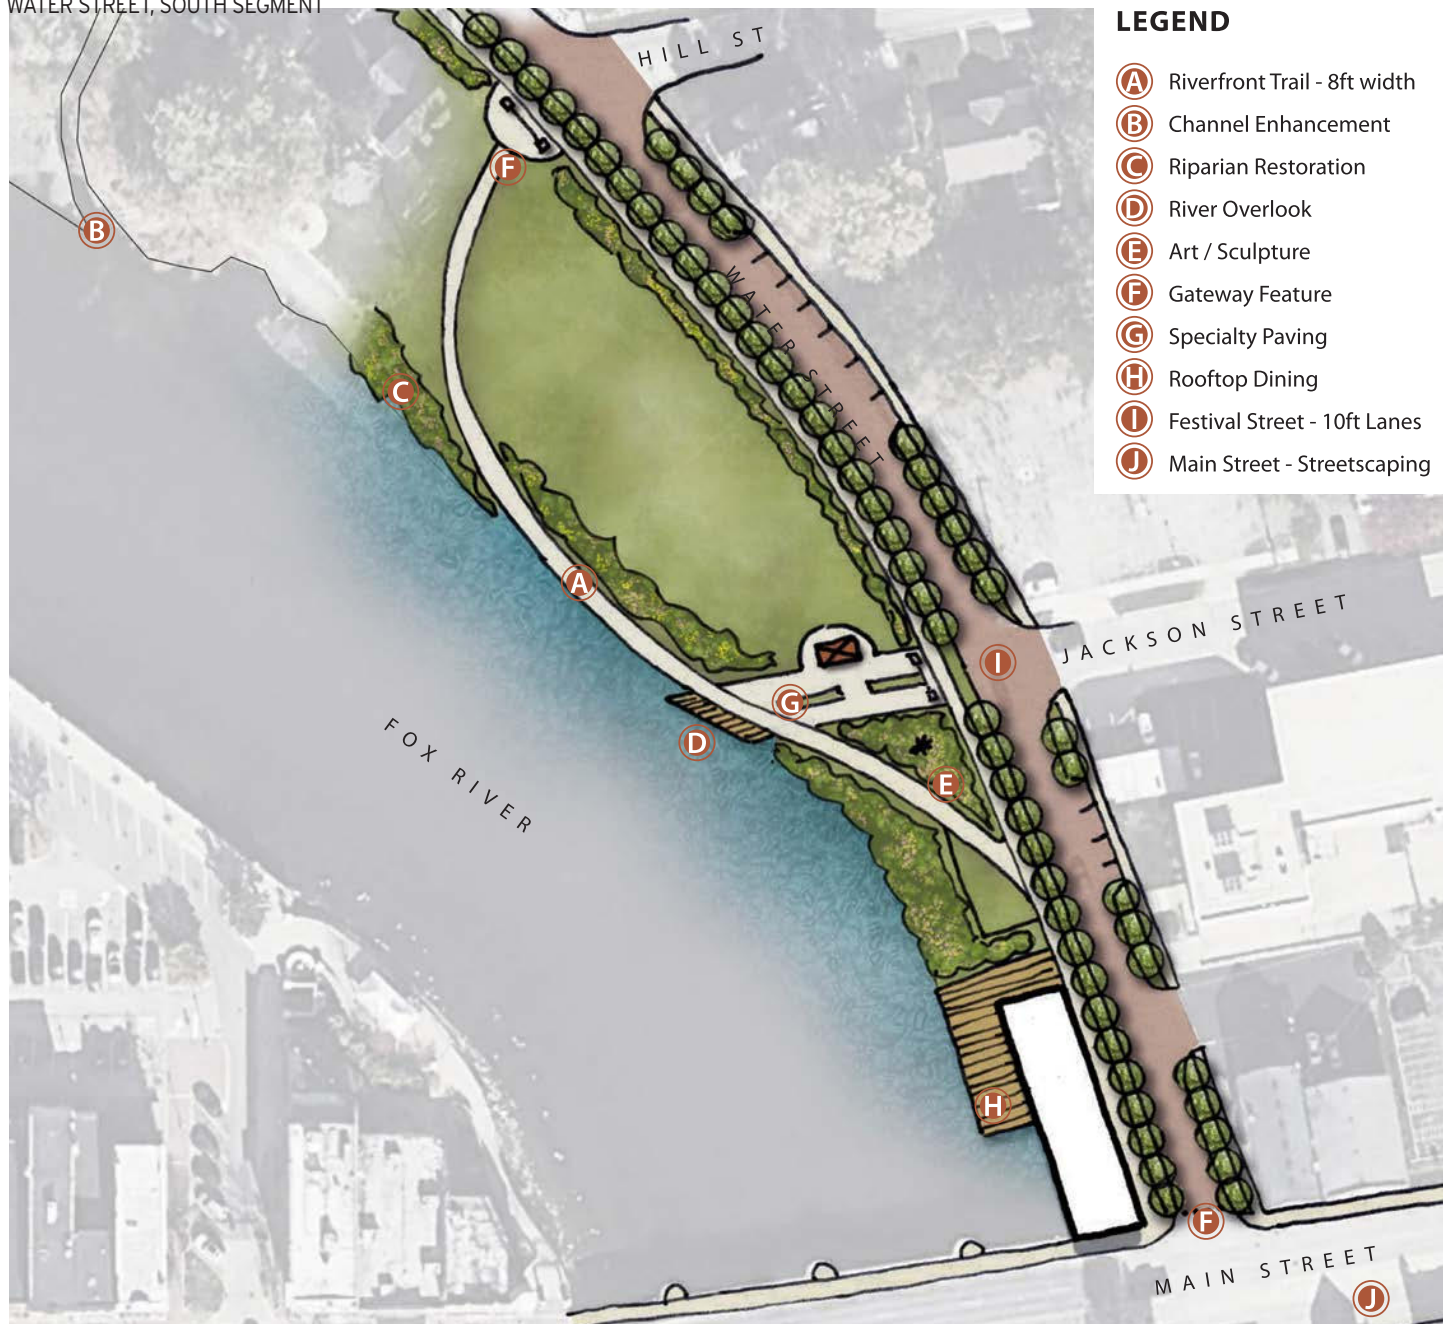 WATER STREET, SOUTH SEGMENT
LEGEND
A Riverfront Trail - 8ft width
B Channel Enhancement
C Riparian Restoration
D River Overlook
E Art / Sculpture
F Gateway Feature
G Specialty Paving
H Rooftop Dining
I Festival Street - 10ft Lanes
J Main Street - Streetscaping
HILL ST
F
B
WATER STREET
C
A
JACKSON STREET
I
G
D
E
FOX RIVER
H
F
MAIN STREET
J